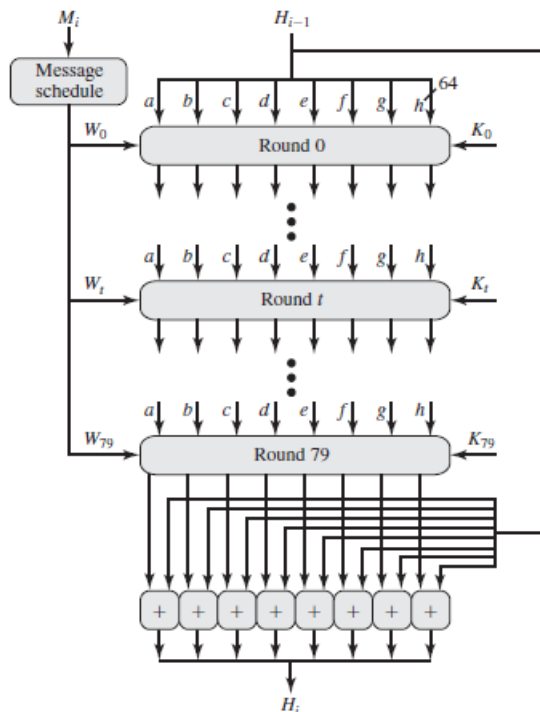 Mᵢ Hᵢ₋₁
Message
schedule
a b c d e f g h 64
W₀ Round 0 K₀
a b c d e f g h
Wₜ Round t Kₜ
a b c d e f g h
W₇₉ Round 79 K₇₉
+ + + + + + + +
Hᵢ